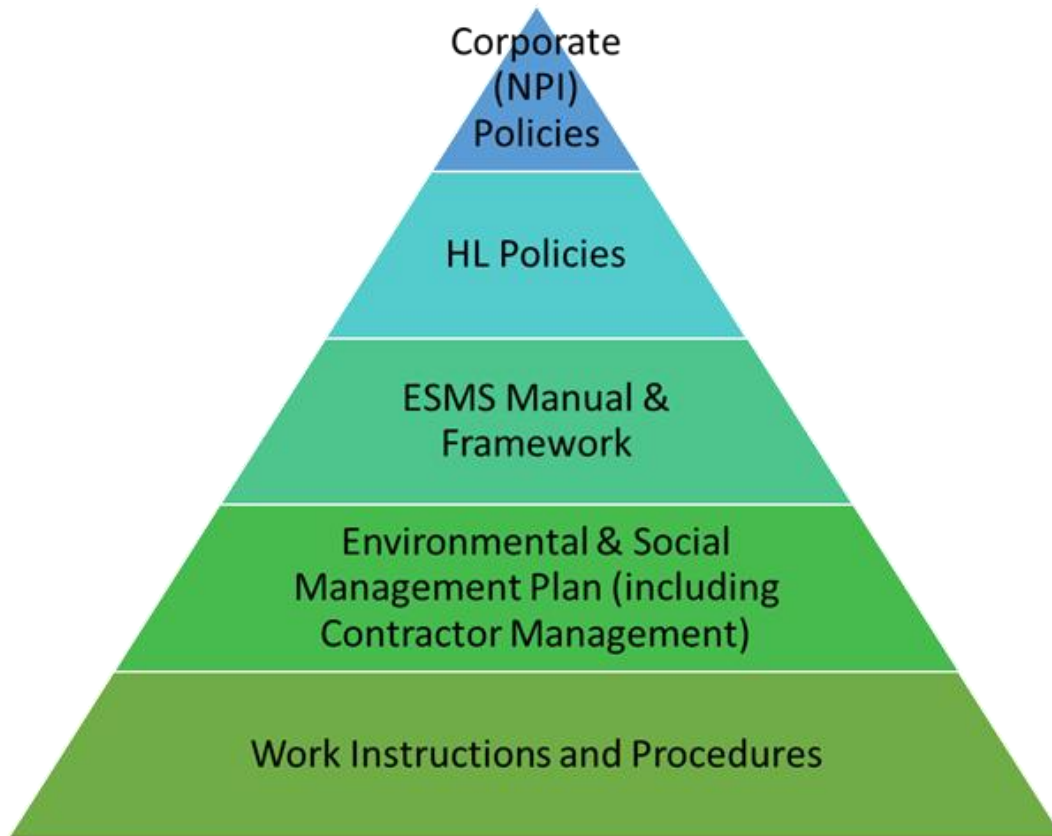 Corporate
(NPI)
Policies
HL Policies
ESMS Manual &
Framework
Environmental & Social
Management Plan (including
Contractor Management)
Work Instructions and Procedures